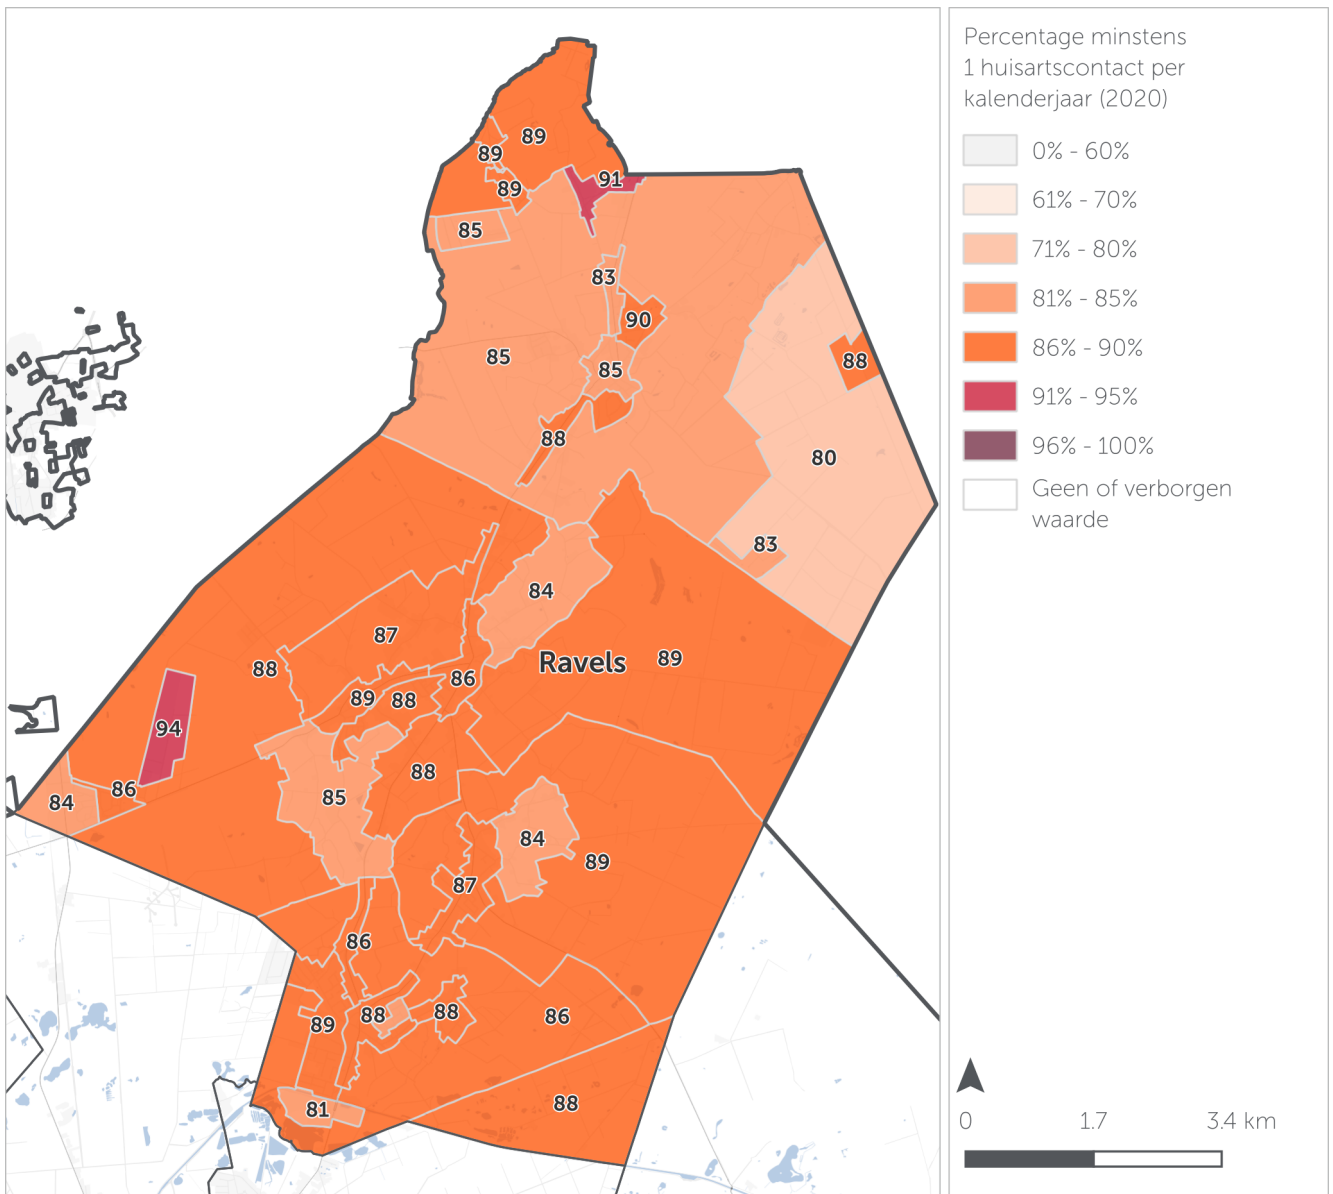 Percentage minstens
1 huisartscontact per
kalenderjaar (2020)
0% - 60%
61% - 70%
71% - 80%
81% - 85%
86% - 90%
91% - 95%
96% - 100%
Geen of verborgen
waarde
0 1.7 3.4 km
89
89
91
89
85
83
90
85
88
85
88
80
83
84
87
Ravels 89
88
86
89 88
94
88
86
85
84
84
89
87
86
88 88 86
89
88
81